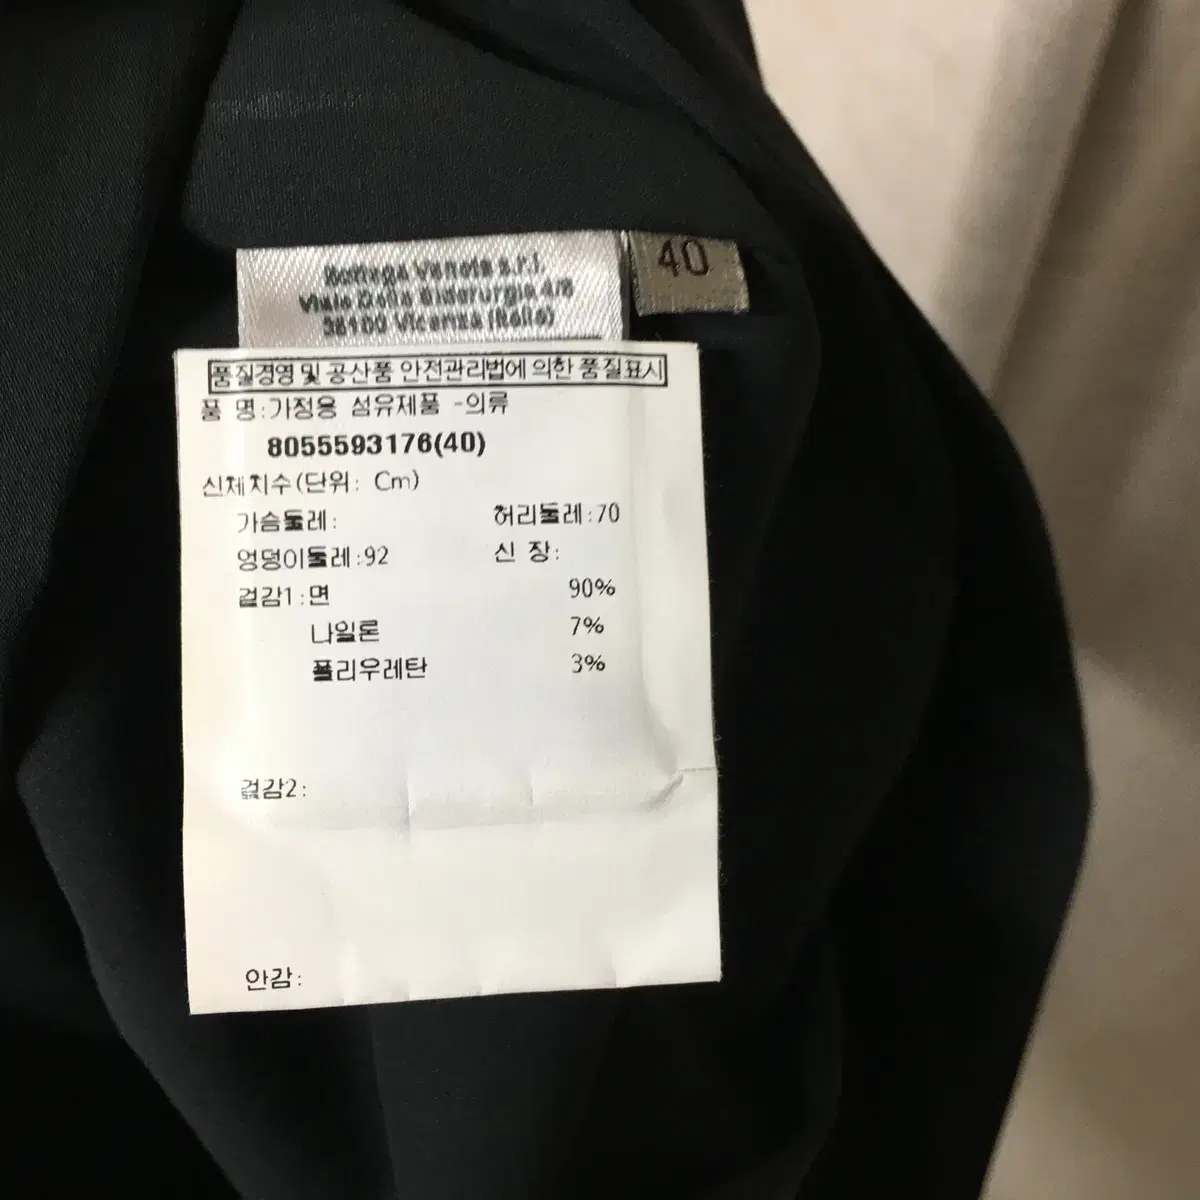 Bottega Veneta s.r.l.
40
Viale Della Siderurgia 4/6
36100 Vicenza (Italia)
품질경영 및 공산품 안전관리법에 의한 품질표시
품 명:가정용 섬유제품 -의류
8055593176(40)
신체치수(단위: Cm)
가슴둘레: 허리둘레:70
엉덩이둘레:92 신 장:
겉감1:면 90%
나일론 7%
폴리우레탄 3%
겉감2:
안감: